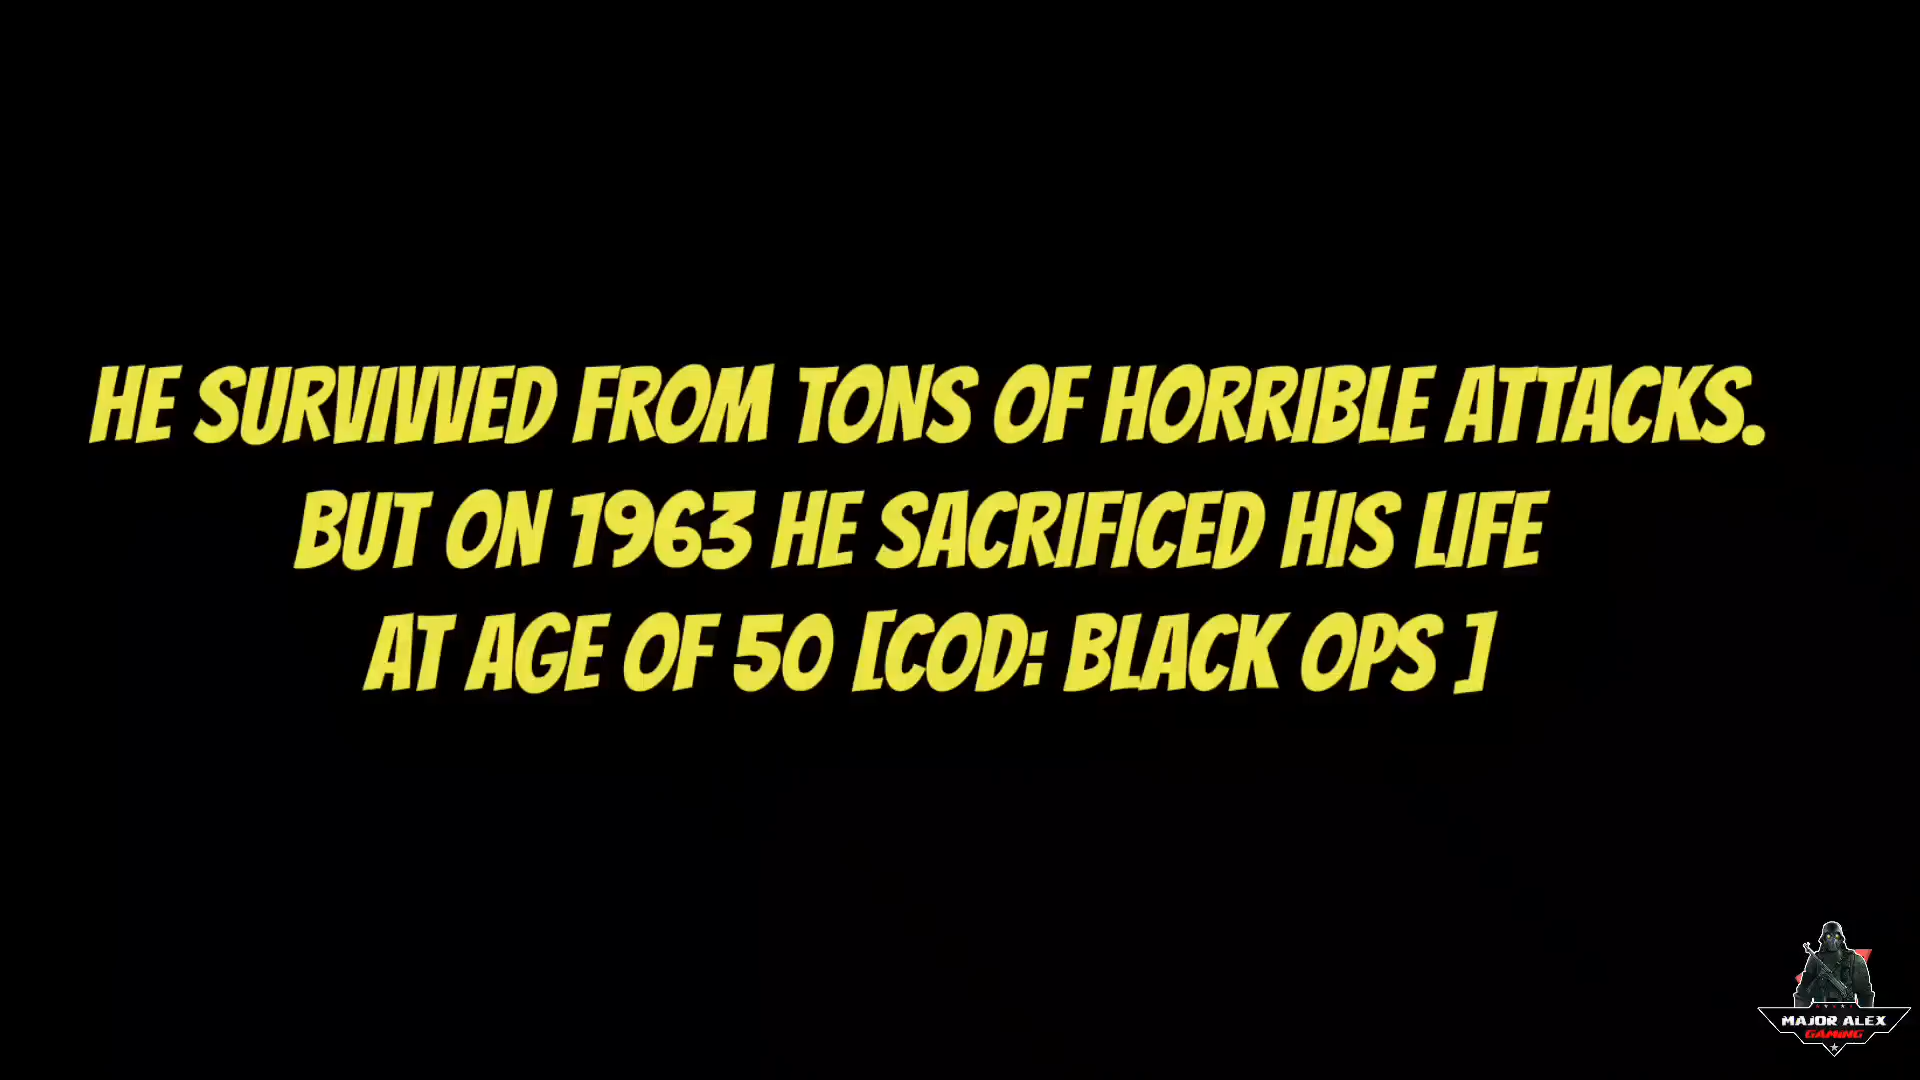 HE SURVIVVED FROM TONS OF HORRIBLE ATTACKS.
BUT ON 1963 HE SACRIFICED HIS LIFE
AT AGE OF 50 [COD: BLACK OPS ]
MAJOR ALEX
GAMING